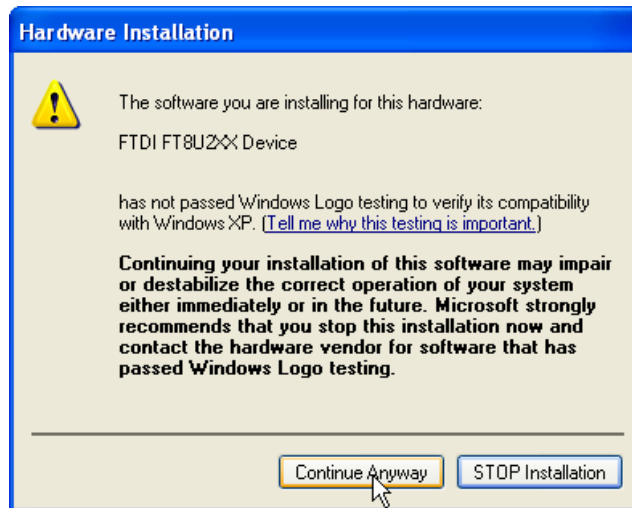 Hardware Installation
The software you are installing for this hardware:
FTDI FT8U2XX Device
has not passed Windows Logo testing to verify its compatibility
with Windows XP. (Tell me why this testing is important.)
Continuing your installation of this software may impair
or destabilize the correct operation of your system
either immediately or in the future. Microsoft strongly
recommends that you stop this installation now and
contact the hardware vendor for software that has
passed Windows Logo testing.
Continue Anyway
STOP Installation